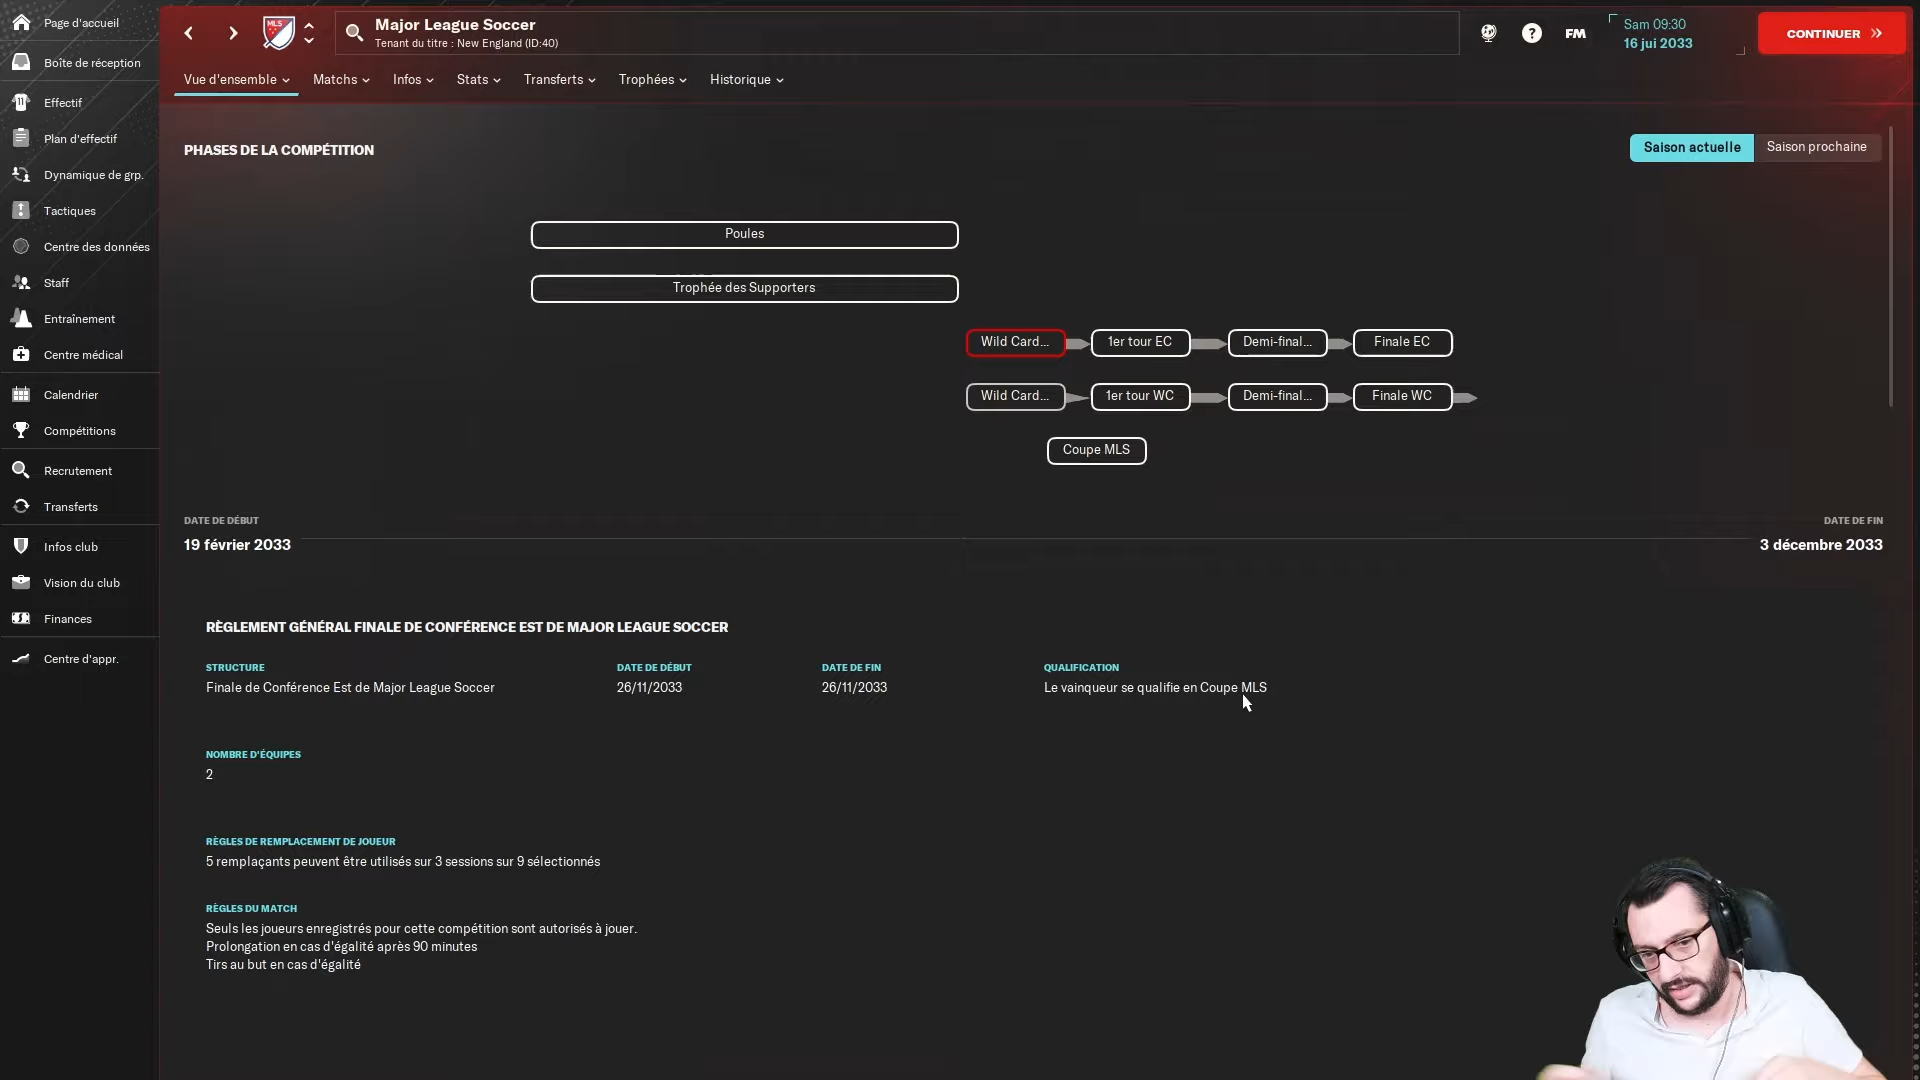 Page d'accueil
Boîte de réception
Effectif
Plan d'effectif
Dynamique de grp.
Tactiques
Centre des données
Staff
Entraînement
Centre médical
Calendrier
Compétitions
Recrutement
Transferts
Infos club
Vision du club
Finances
Centre d'appr.
MLS
Major League Soccer
Tenant du titre : New England (ID:40)
?
FM
Sam 09:30
16 jui 2033
CONTINUER
Vue d'ensemble Matchs Infos Stats Transferts Trophées Historique
PHASES DE LA COMPÉTITION
Saison actuelle Saison prochaine
Poules
Trophée des Supporters
Wild Card... 1er tour EC Demi-final... Finale EC
Wild Card... 1er tour WC Demi-final... Finale WC
Coupe MLS
DATE DE DÉBUT DATE DE FIN
19 février 2033 3 décembre 2033
RÈGLEMENT GÉNÉRAL FINALE DE CONFÉRENCE EST DE MAJOR LEAGUE SOCCER
STRUCTURE DATE DE DÉBUT DATE DE FIN QUALIFICATION
Finale de Conférence Est de Major League Soccer 26/11/2033 26/11/2033 Le vainqueur se qualifie en Coupe MLS
NOMBRE D'ÉQUIPES
2
RÈGLES DE REMPLACEMENT DE JOUEUR
5 remplaçants peuvent être utilisés sur 3 sessions sur 9 sélectionnés
RÈGLES DU MATCH
Seuls les joueurs enregistrés pour cette compétition sont autorisés à jouer.
Prolongation en cas d'égalité après 90 minutes
Tirs au but en cas d'égalité